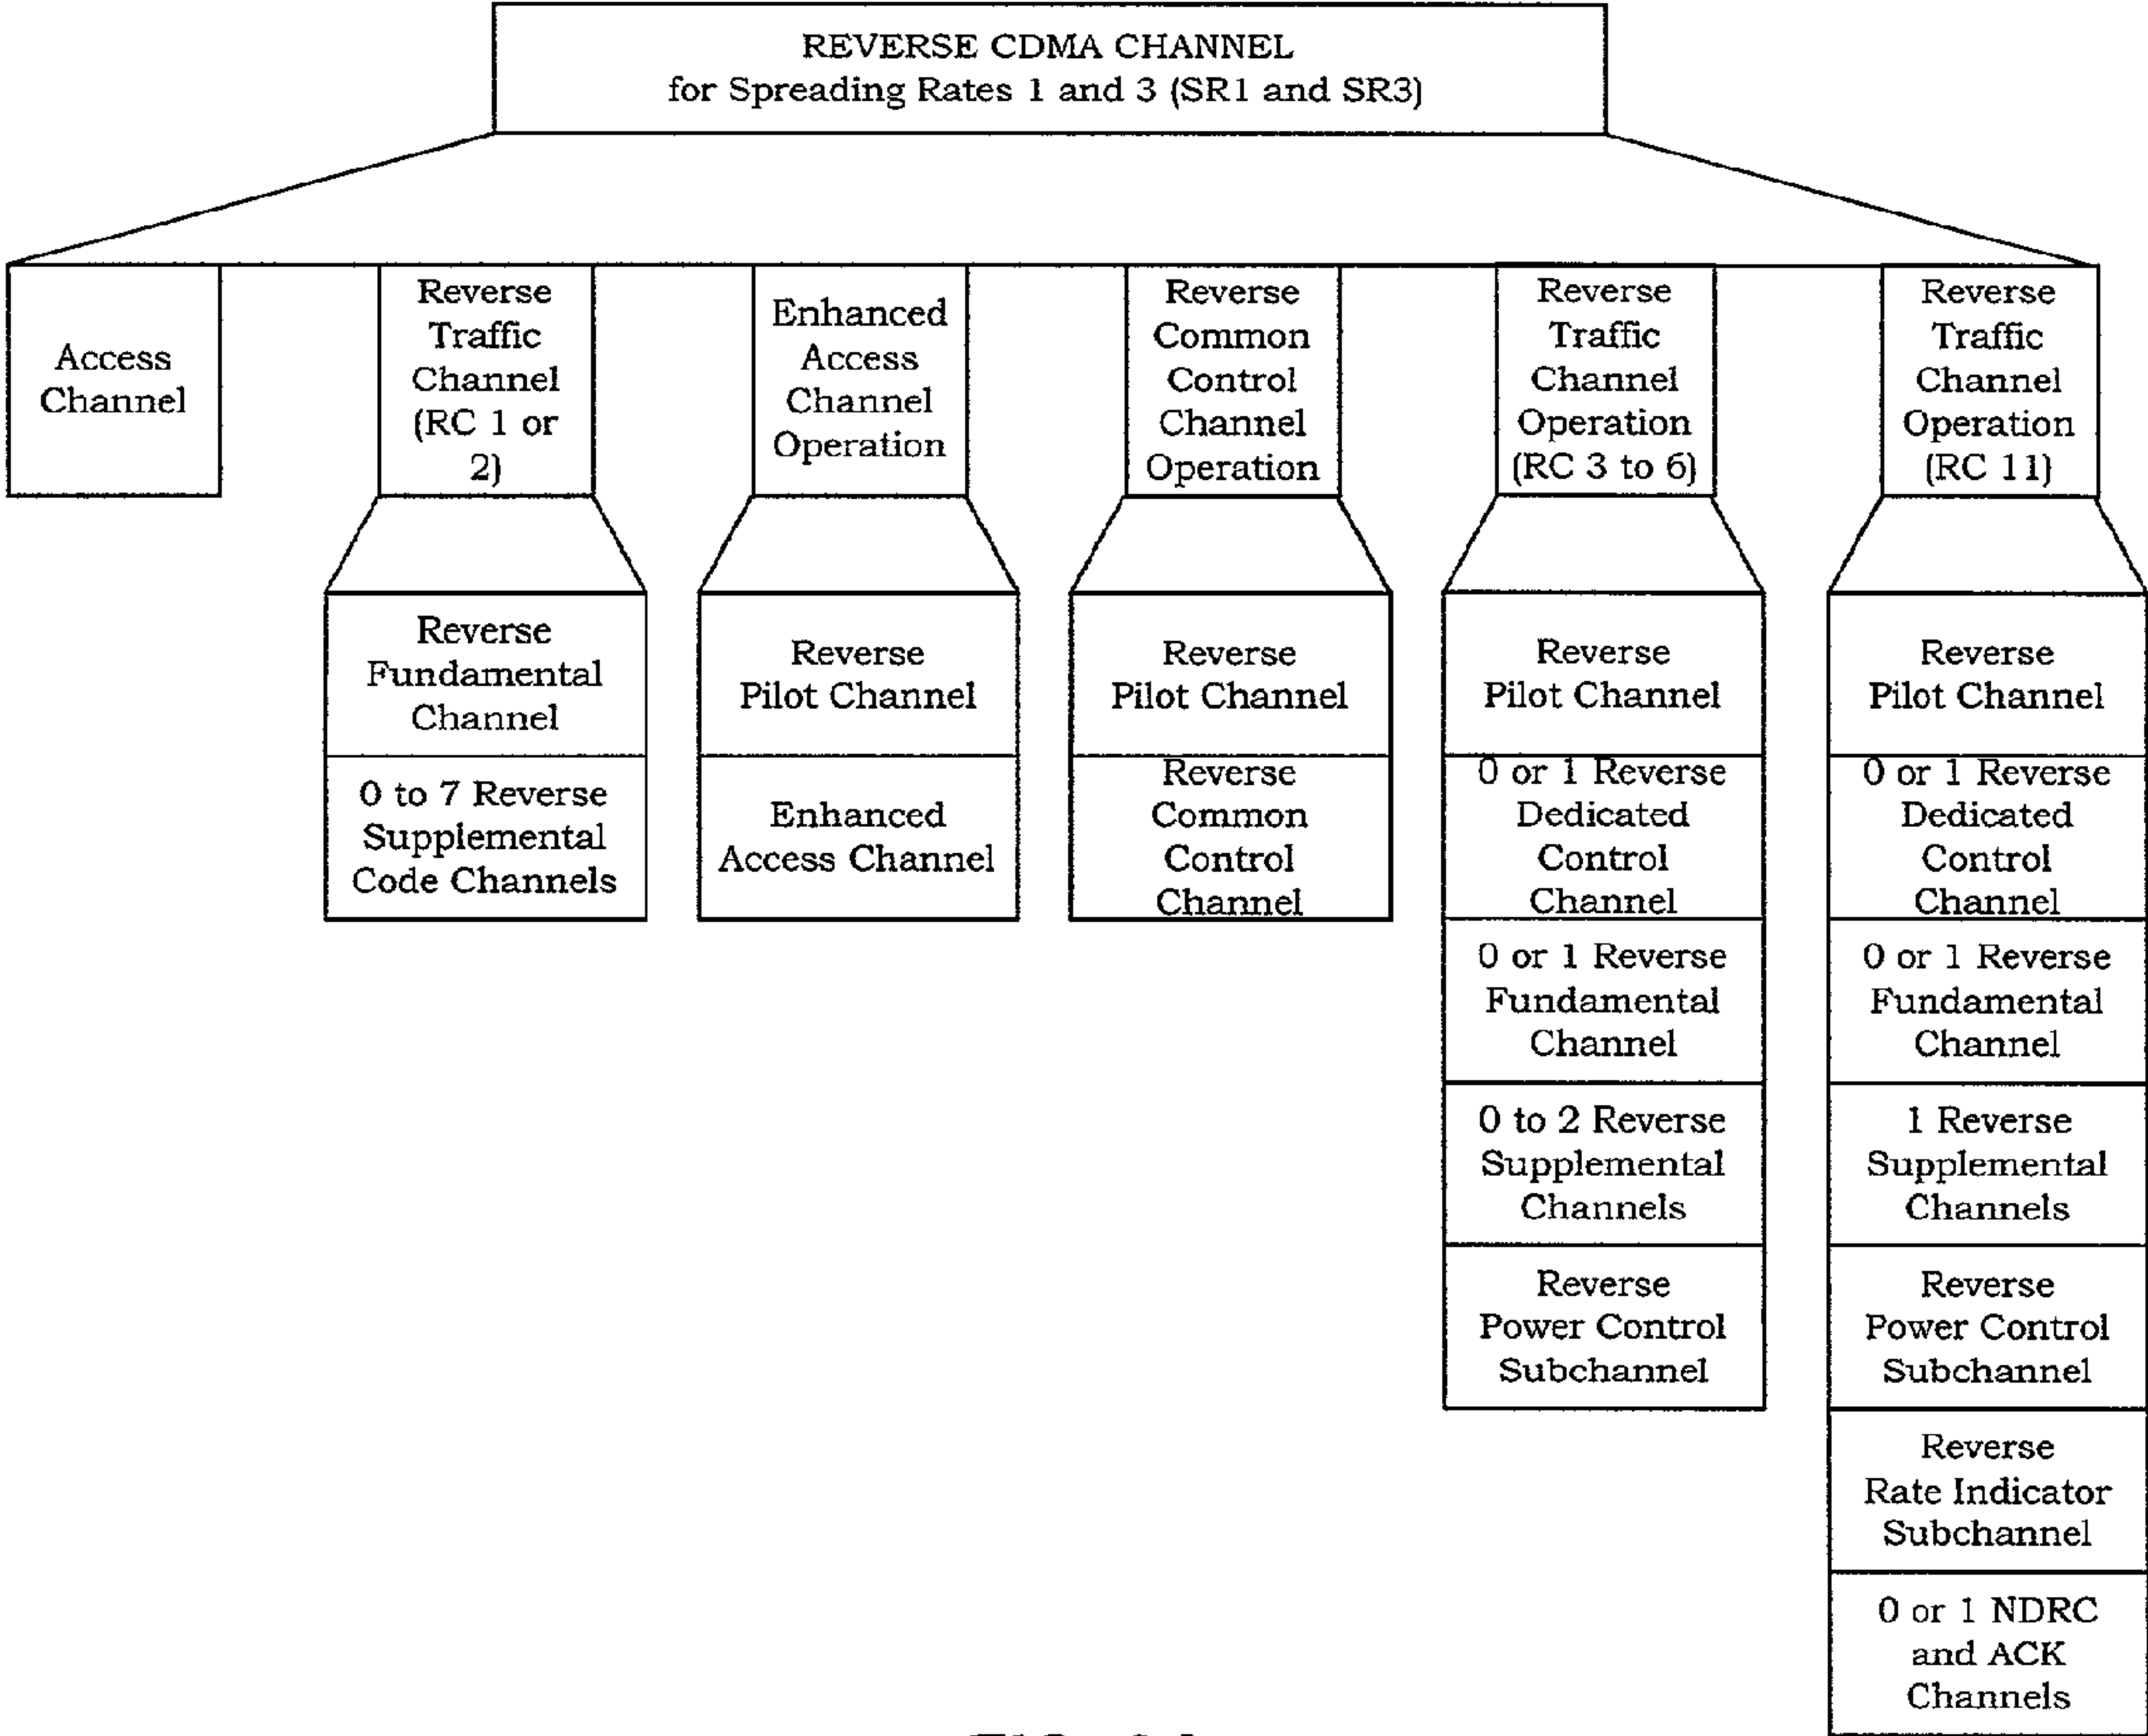 REVERSE CDMA CHANNEL
for Spreading Rates 1 and 3 (SR1 and SR3)
Access
Channel
Reverse
Traffic
Channel
(RC 1 or
2)
Enhanced
Access
Channel
Operation
Reverse
Common
Control
Channel
Operation
Reverse
Traffic
Channel
Operation
(RC 3 to 6)
Reverse
Traffic
Channel
Operation
(RC 11)
Reverse
Fundamental
Channel
0 to 7 Reverse
Supplemental
Code Channels
Reverse
Pilot Channel
Enhanced
Access Channel
Reverse
Pilot Channel
Reverse
Common
Control
Channel
Reverse
Pilot Channel
0 or 1 Reverse
Dedicated
Control
Channel
0 or 1 Reverse
Fundamental
Channel
0 to 2 Reverse
Supplemental
Channels
Reverse
Power Control
Subchannel
Reverse
Pilot Channel
0 or 1 Reverse
Dedicated
Control
Channel
0 or 1 Reverse
Fundamental
Channel
1 Reverse
Supplemental
Channels
Reverse
Power Control
Subchannel
Reverse
Rate Indicator
Subchannel
0 or 1 NDRC
and ACK
Channels